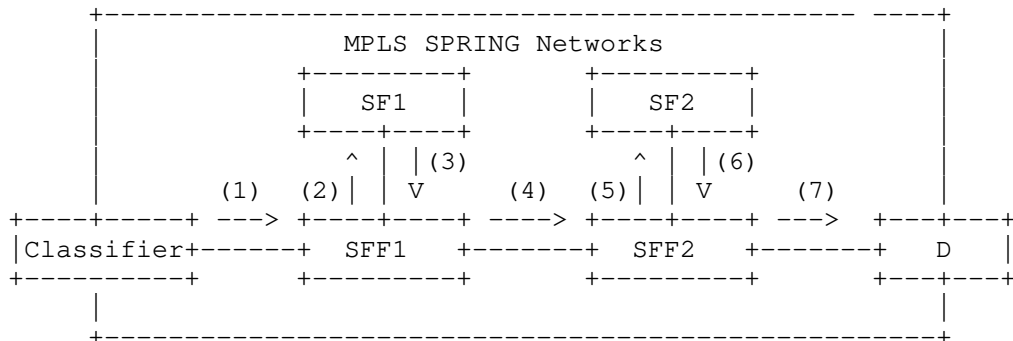 MPLS SPRING Networks
SF1 SF2
(3) (6)
(1) (2) V (4) (5) V (7)
Classifier SFF1 SFF2 D